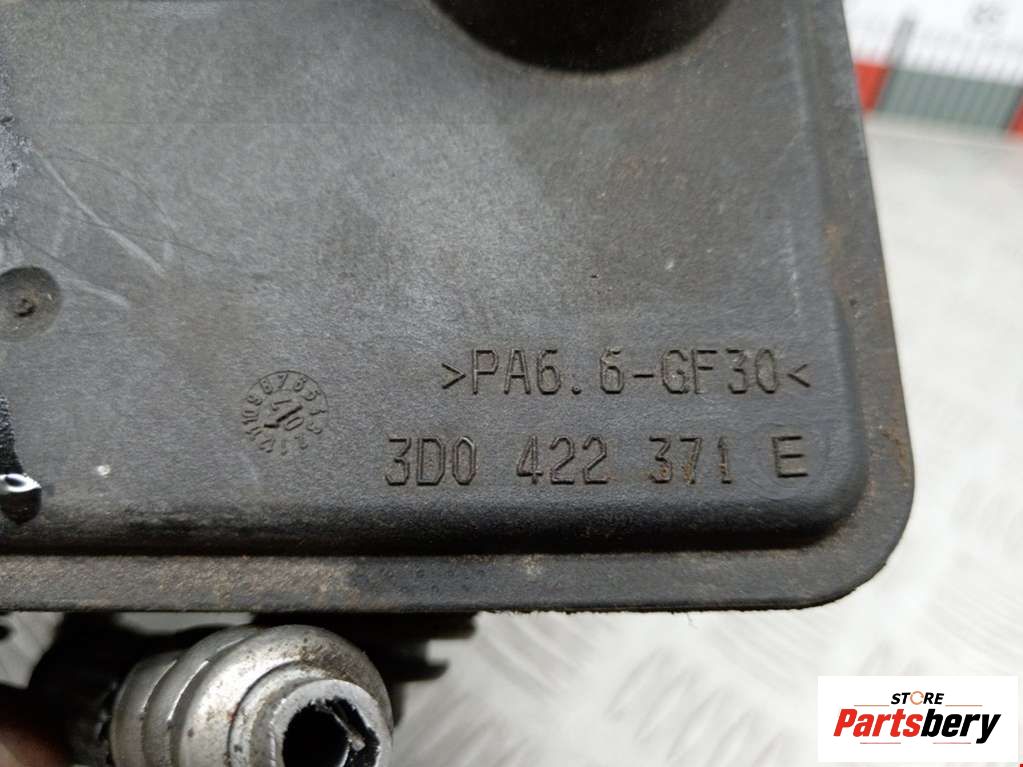 >PA6.6-GF30<
3D0 422 371 E
STORE
Partsbery